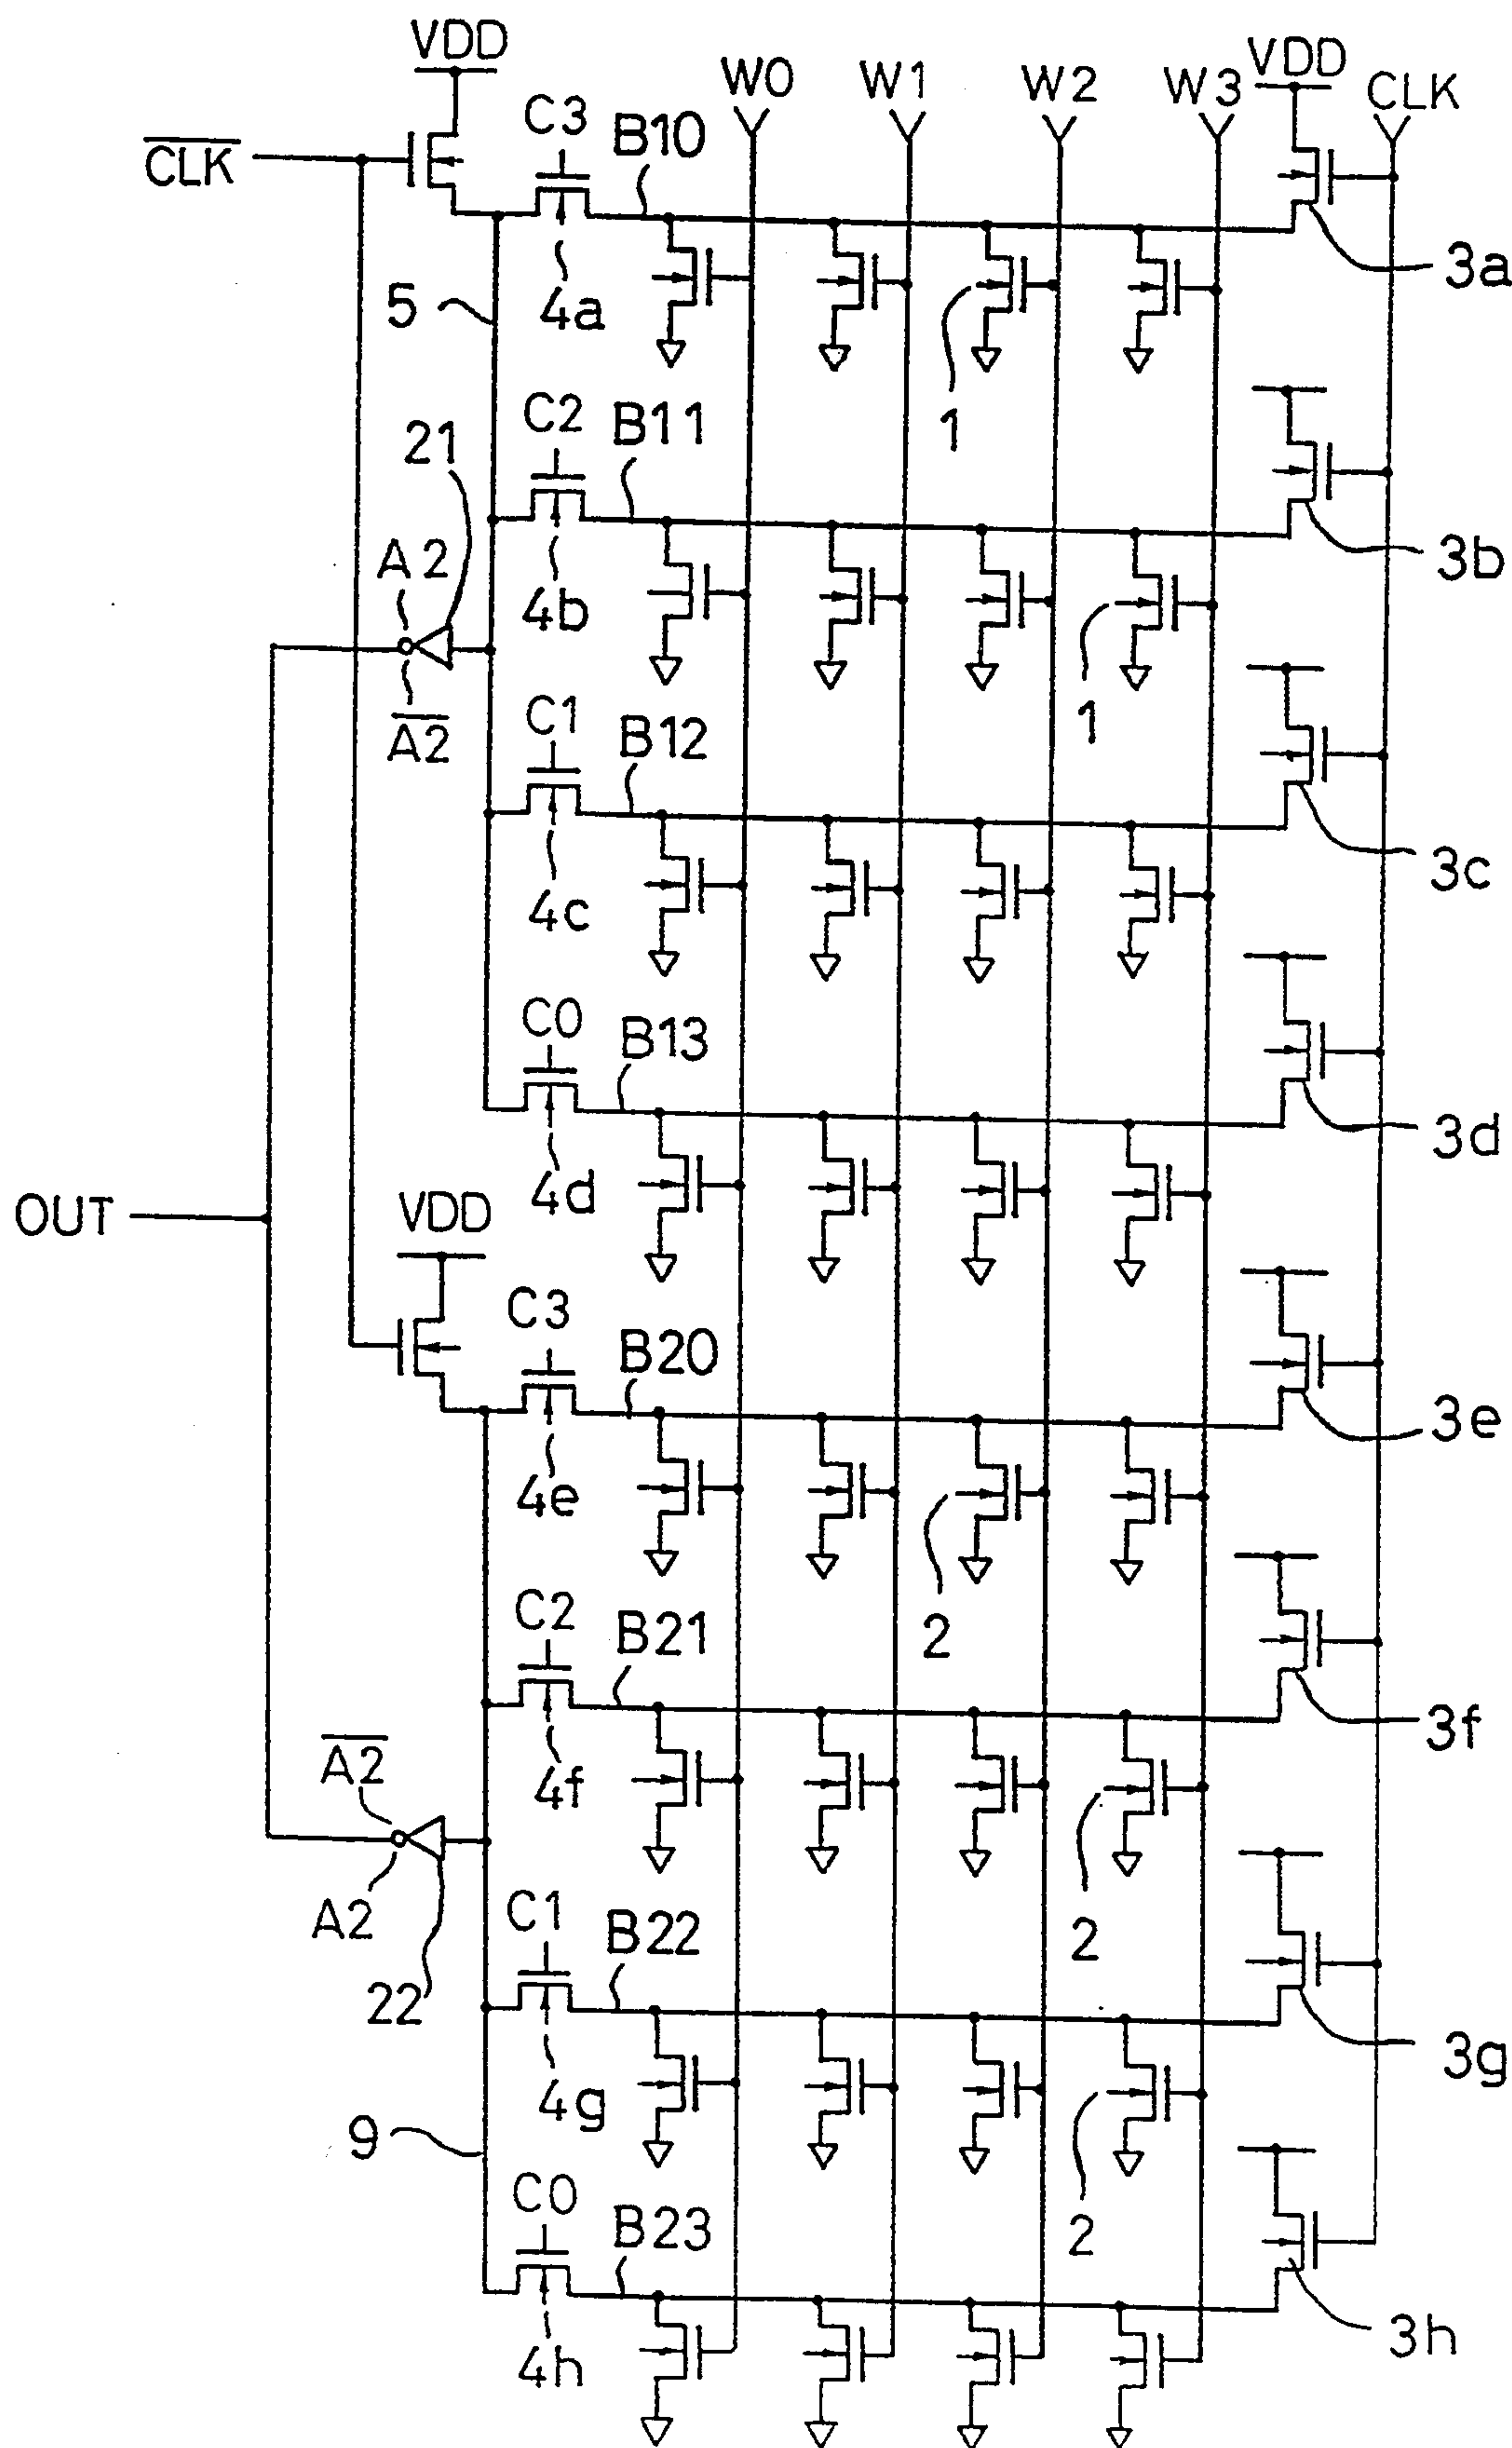 VDD
W0 W1 W2 W3 VDD CLK
C3 B10
CLK
4a 3a
5
1
C2 B11
21
A2 4b 3b
A2 1
C1 B12
4c 3c
C0 B13
4d 3d
OUT VDD
C3 B20
4e 3e
2
C2 B21
A2 4f 3f
A2 2
C1 B22
22
4g 3g
9
C0 B23 2
4h 3h